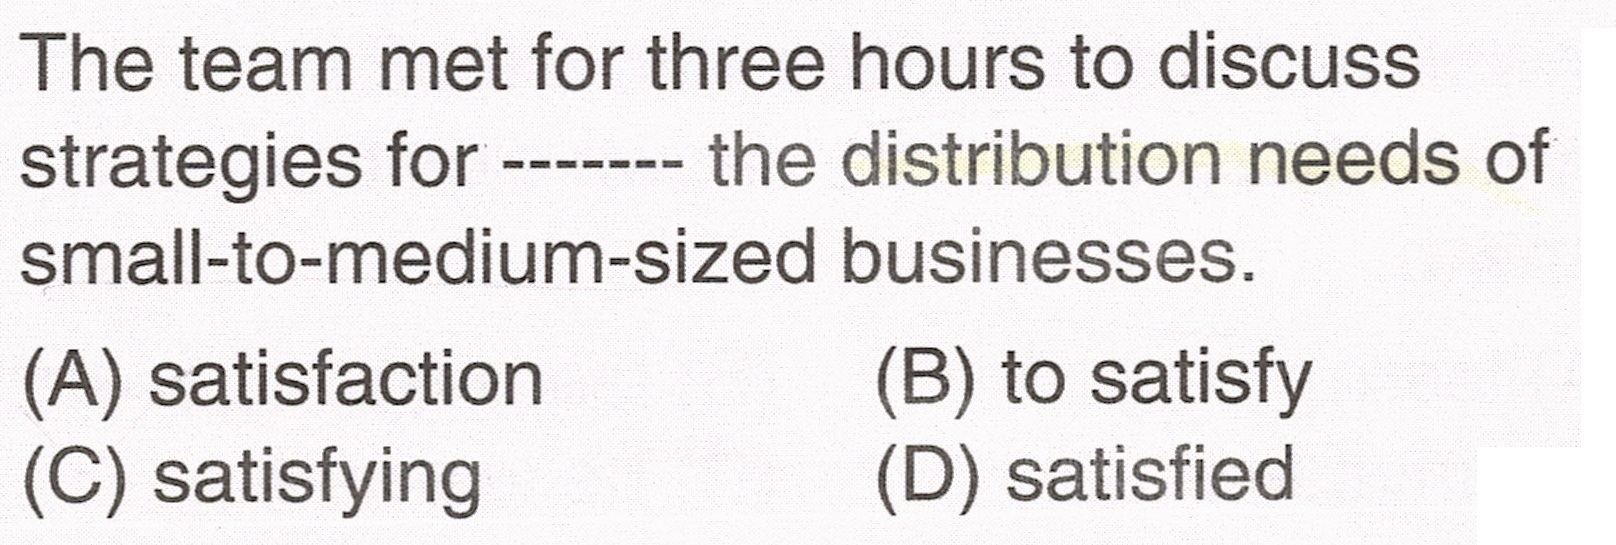 The team met for three hours to discuss
strategies for ------- the distribution needs of
small-to-medium-sized businesses.
(A) satisfaction (B) to satisfy
(C) satisfying (D) satisfied